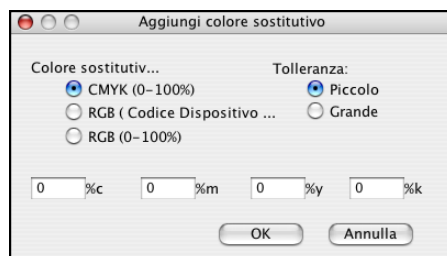 Aggiungi colore sostitutivo
Colore sostitutiv... Tolleranza:
CMYK (0-100%) Piccolo
RGB ( Codice Dispositivo ... Grande
RGB (0-100%)
0 %c 0 %m 0 %y 0 %k
OK Annulla